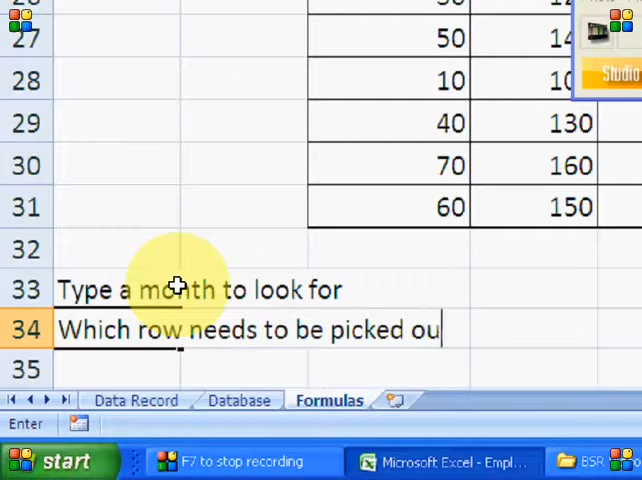 27 50
28 10
29 40 130
30 70 160
31 60 150
32
33 Type a month to look for
34 Which row needs to be picked ou
35
Data Record Database Formulas
Enter
start F7 to stop recording Microsoft Excel - Empl... BSR
Studio